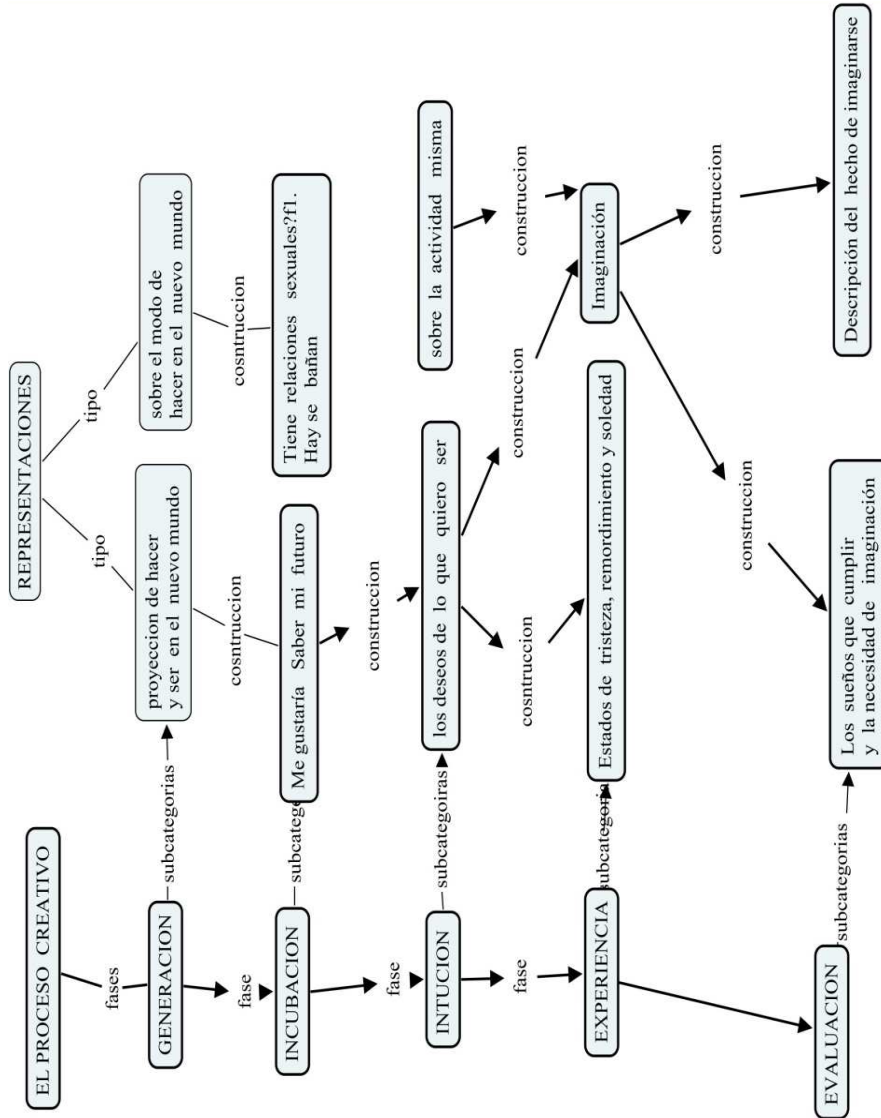 REPRESENTACIONES
tipo
tipo
EL PROCESO CREATIVO
fases
GENERACION
subcategorias
proyeccion de hacer
y ser en el nuevo mundo
sobre el modo de
hacer en el nuevo mundo
cosntruccion
cosntruccion
fase
INCUBACION
subcateg
Me gustaría Saber mi futuro
Tiene relaciones sexuales?f1.
Hay se bañan
construccion
fase
INTUCION
subcategoiras
los deseos de lo que quiero ser
sobre la actividad misma
cosntruccion
construccion
construccion
fase
EXPERIENCIA
subcategoria
Estados de tristeza, remordimiento y soledad
Imaginación
construccion
construccion
EVALUACION
subcategorias
Los sueños que cumplir
y la necesidad de imaginación
Descripción del hecho de imaginarse